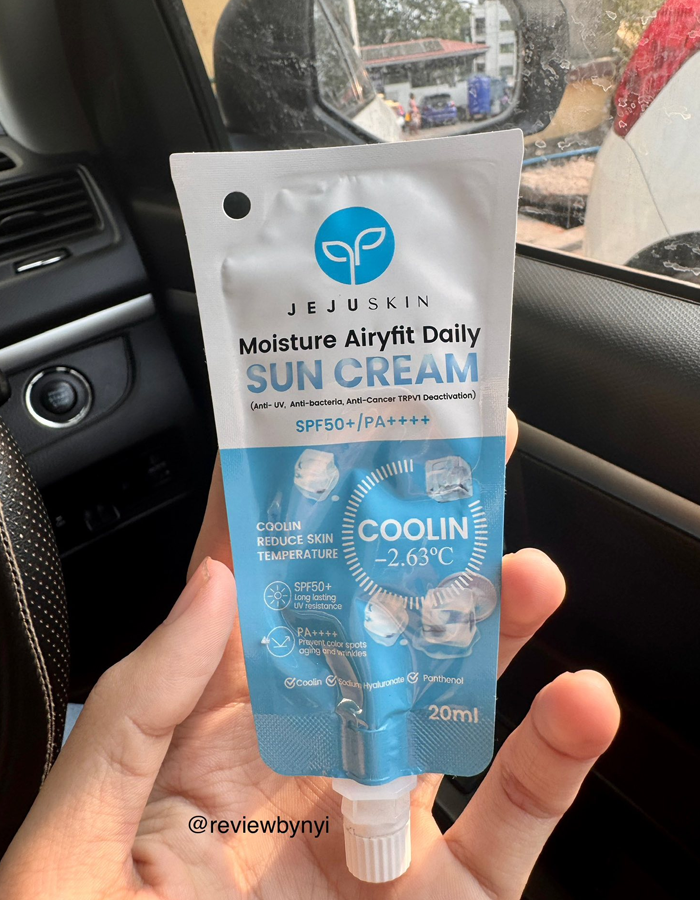 JEJUSKIN
Moisture Airyfit Daily
SUN CREAM
(Anti- UV, Anti-bacteria, Anti-Cancer TRPV1 Deactivation)
SPF50+/PA++++
COOLIN
REDUCE SKIN
TEMPERATURE
COOLIN
-2.63ºC
SPF50+
Long lasting
UV resistance
PA++++
Prevent color spots
aging and wrinkles
Coolin Sodium Hyaluronate Panthenol
20ml
@reviewbynyi